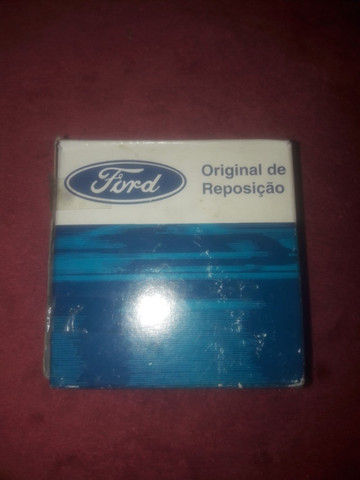 Ford
Original de
Reposição